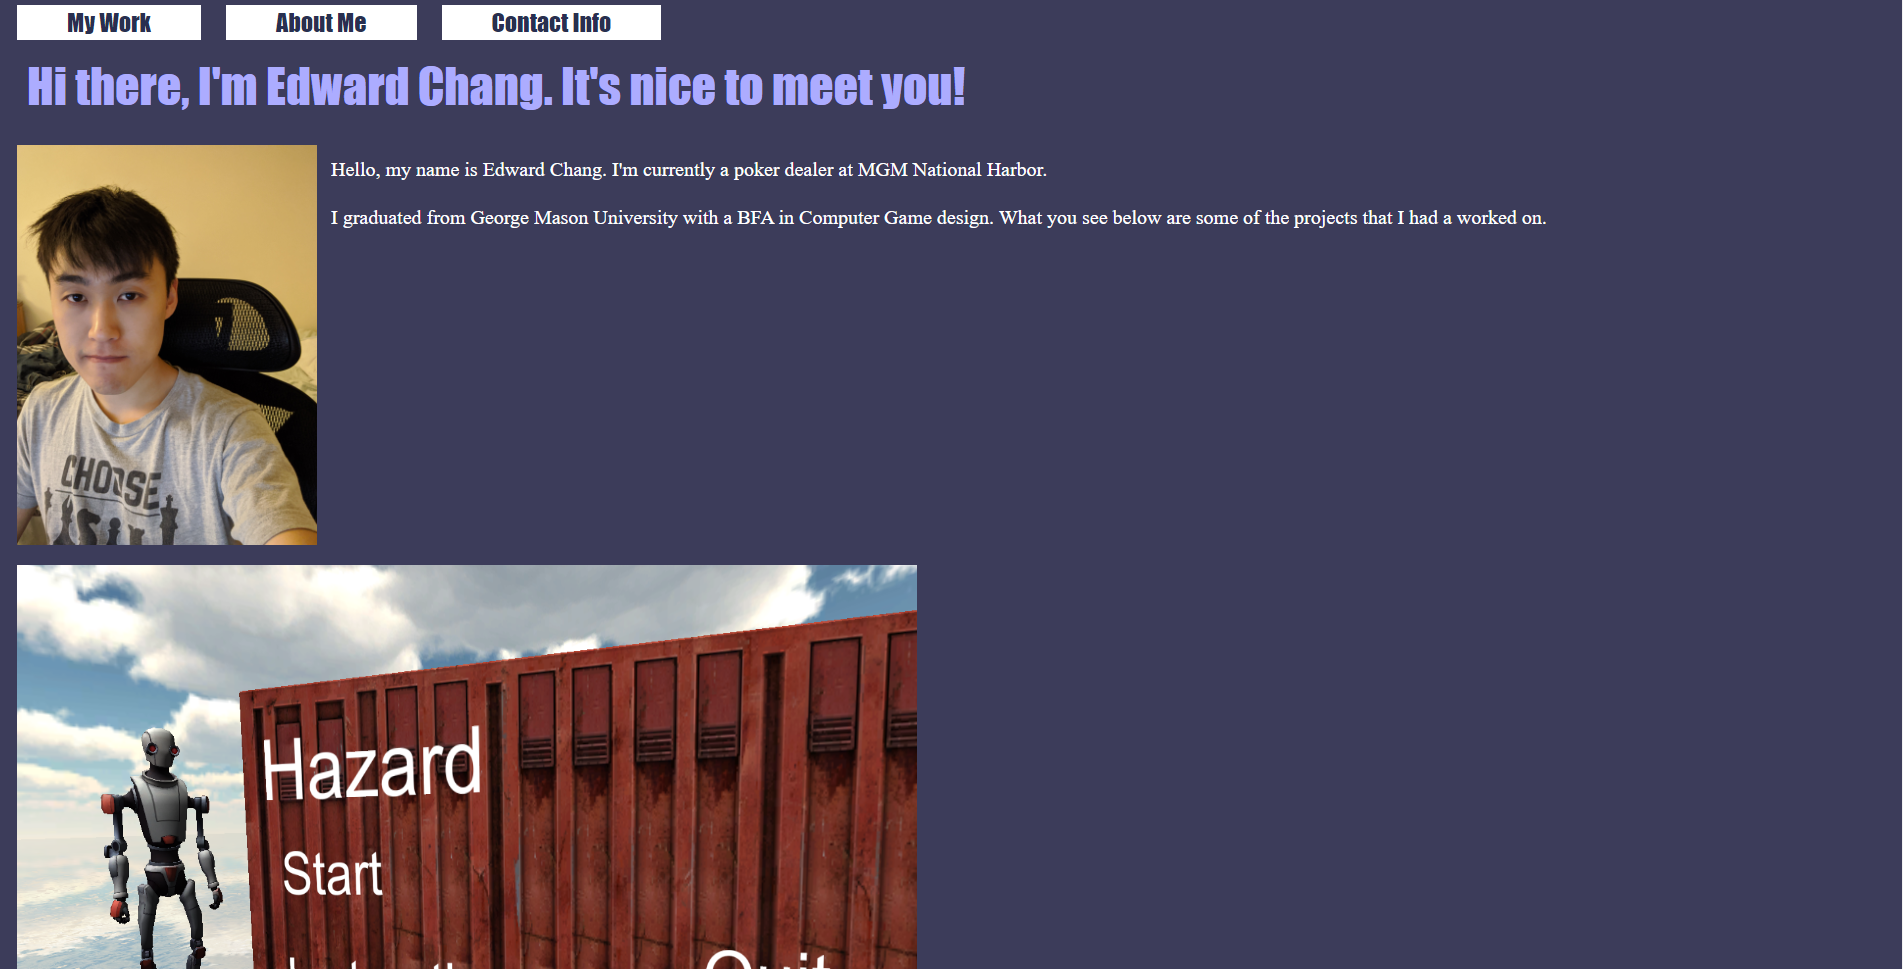 My Work
About Me
Contact Info
Hi there, I'm Edward Chang. It's nice to meet you!
Hello, my name is Edward Chang. I'm currently a poker dealer at MGM National Harbor.
I graduated from George Mason University with a BFA in Computer Game design. What you see below are some of the projects that I had a worked on.
CHOOSE
Hazard
Start
Quit